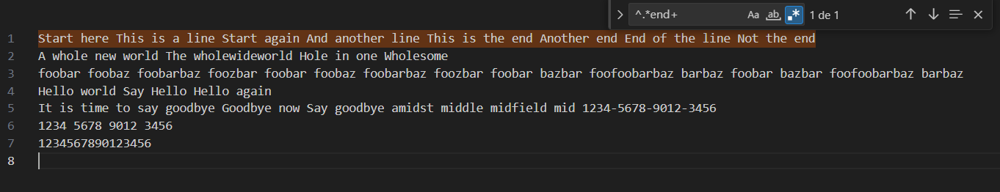 ^.*end+ Aa ab .* 1 de 1
1 Start here This is a line Start again And another line This is the end Another end End of the line Not the end
2 A whole new world The wholewideworld Hole in one Wholesome
3 foobar foobaz foobarbaz foozbar foobar foobaz foobarbaz foozbar foobar bazbar foofoobarbaz barbaz foobar bazbar foofoobarbaz barbaz
4 Hello world Say Hello Hello again
5 It is time to say goodbye Goodbye now Say goodbye amidst middle midfield mid 1234-5678-9012-3456
6 1234 5678 9012 3456
7 1234567890123456
8